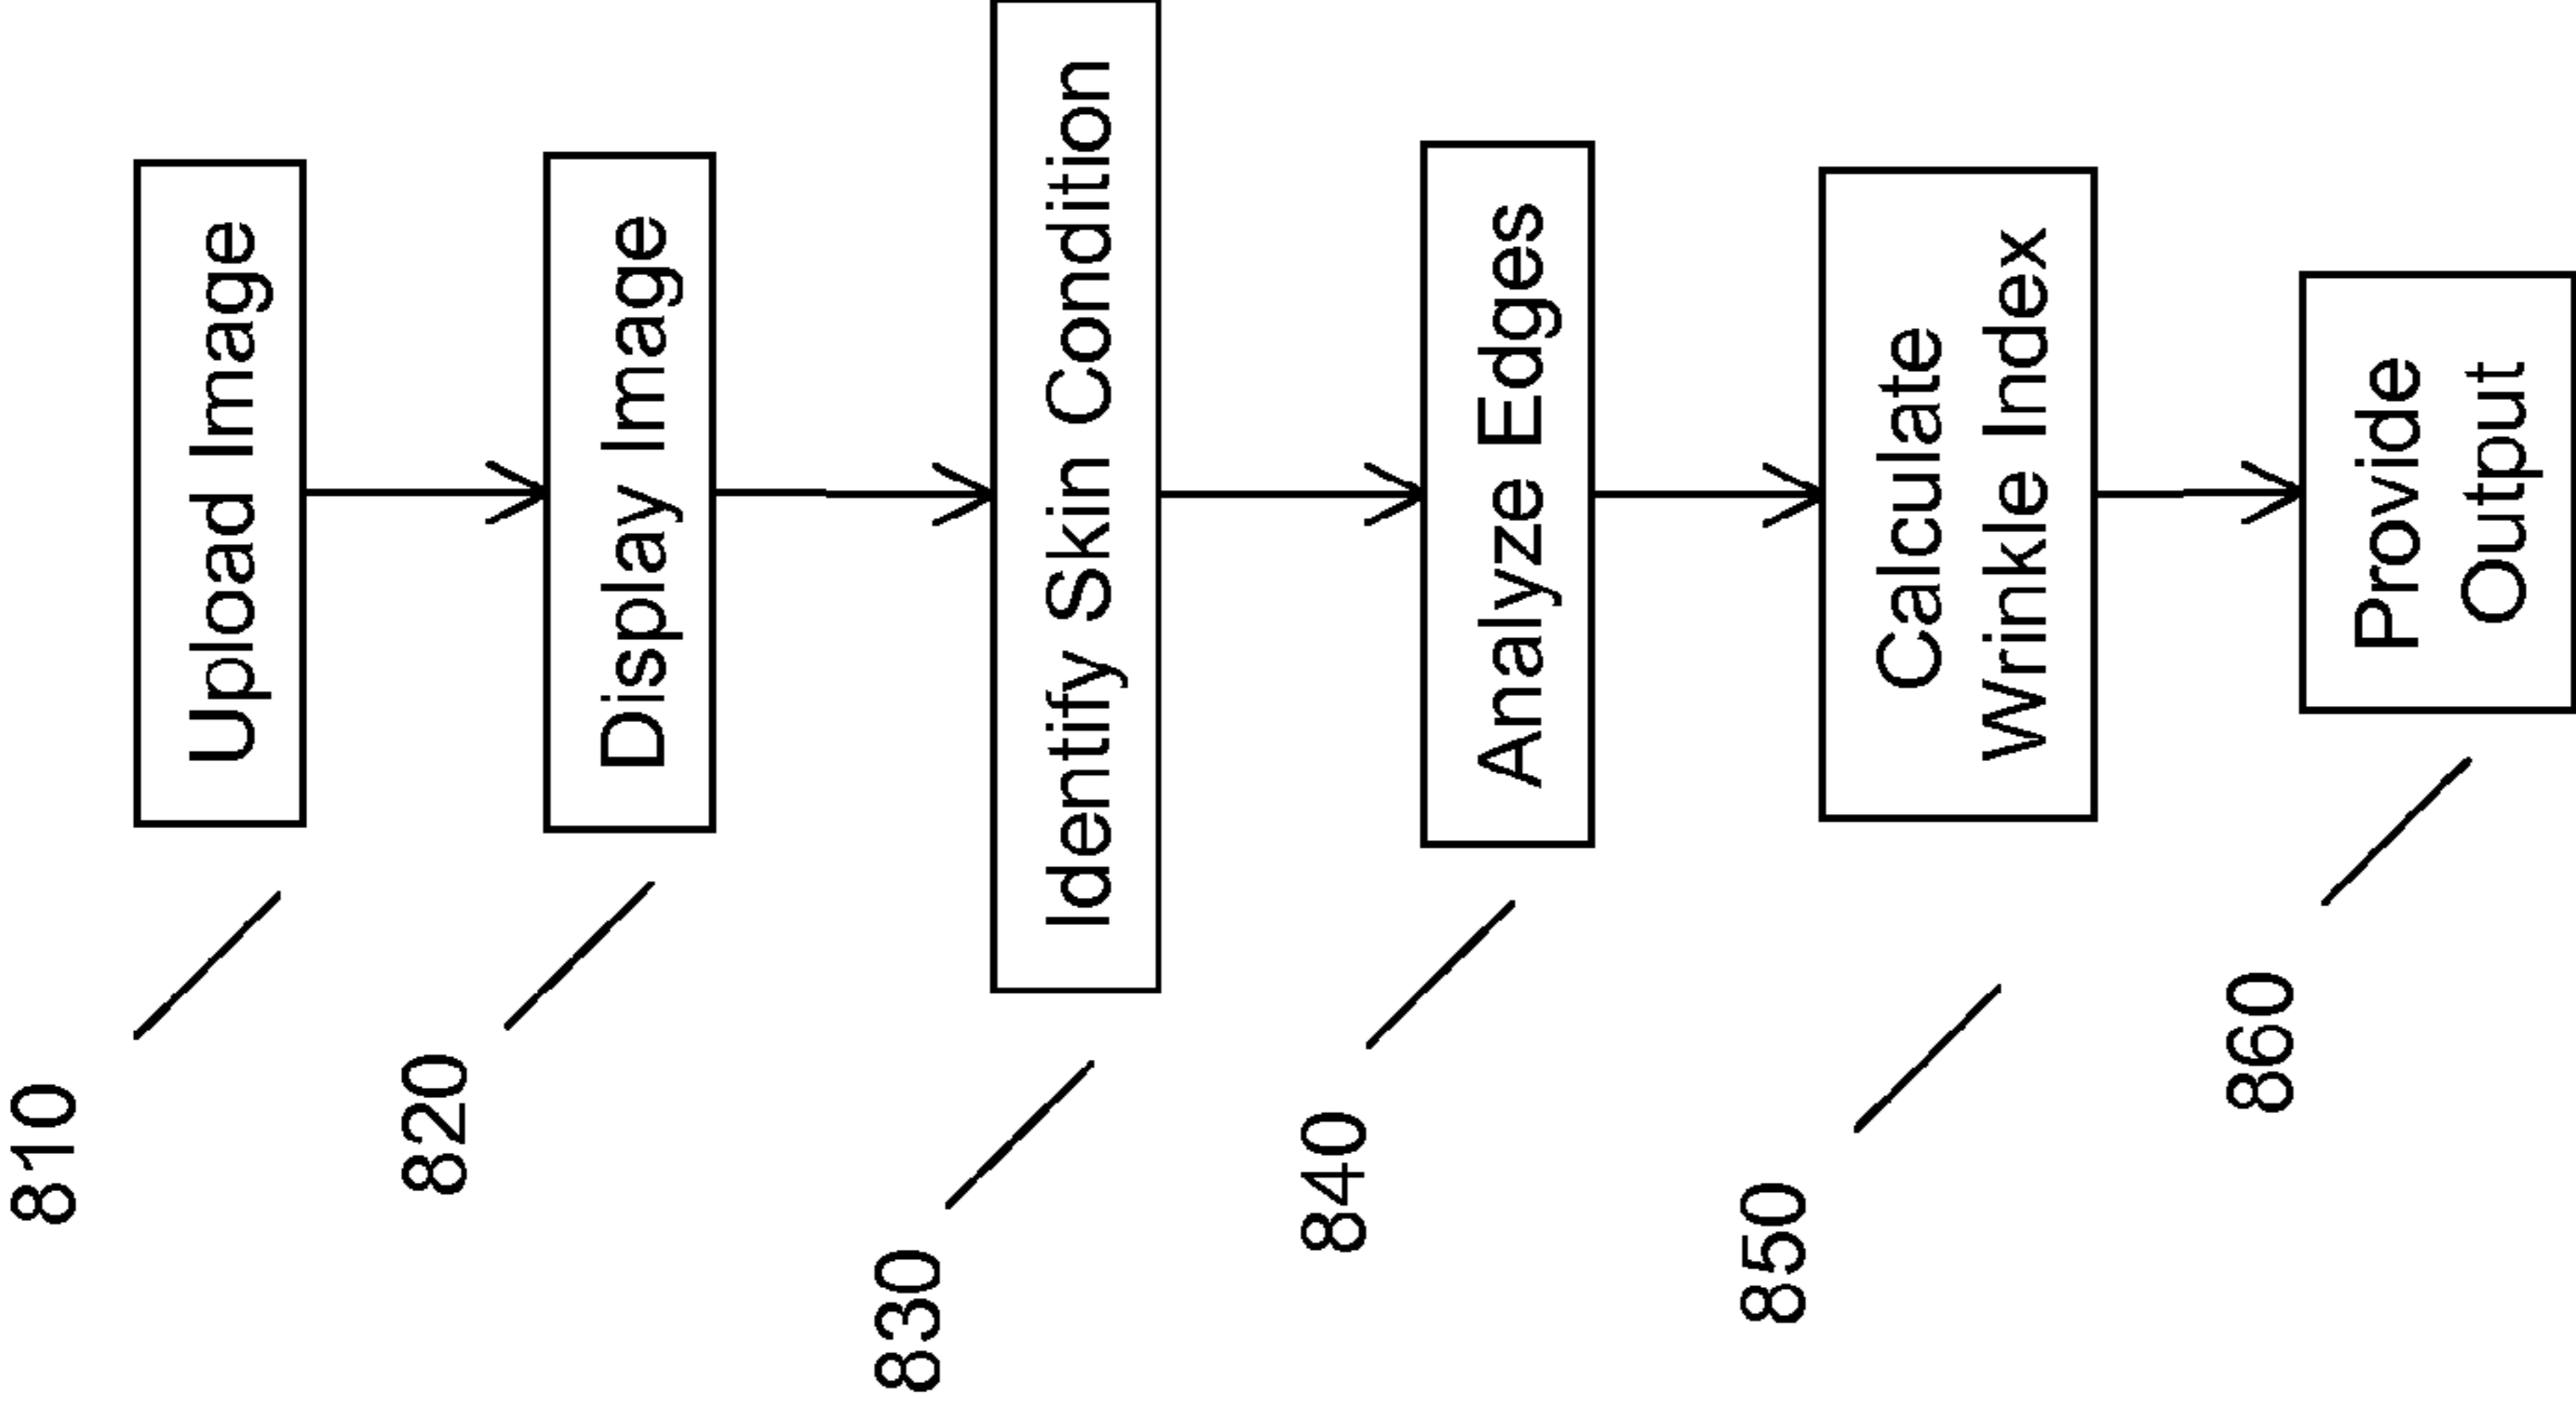 810
Upload Image
820
Display Image
830
Identify Skin Condition
840
Analyze Edges
850
Calculate
Wrinkle Index
860
Provide
Output